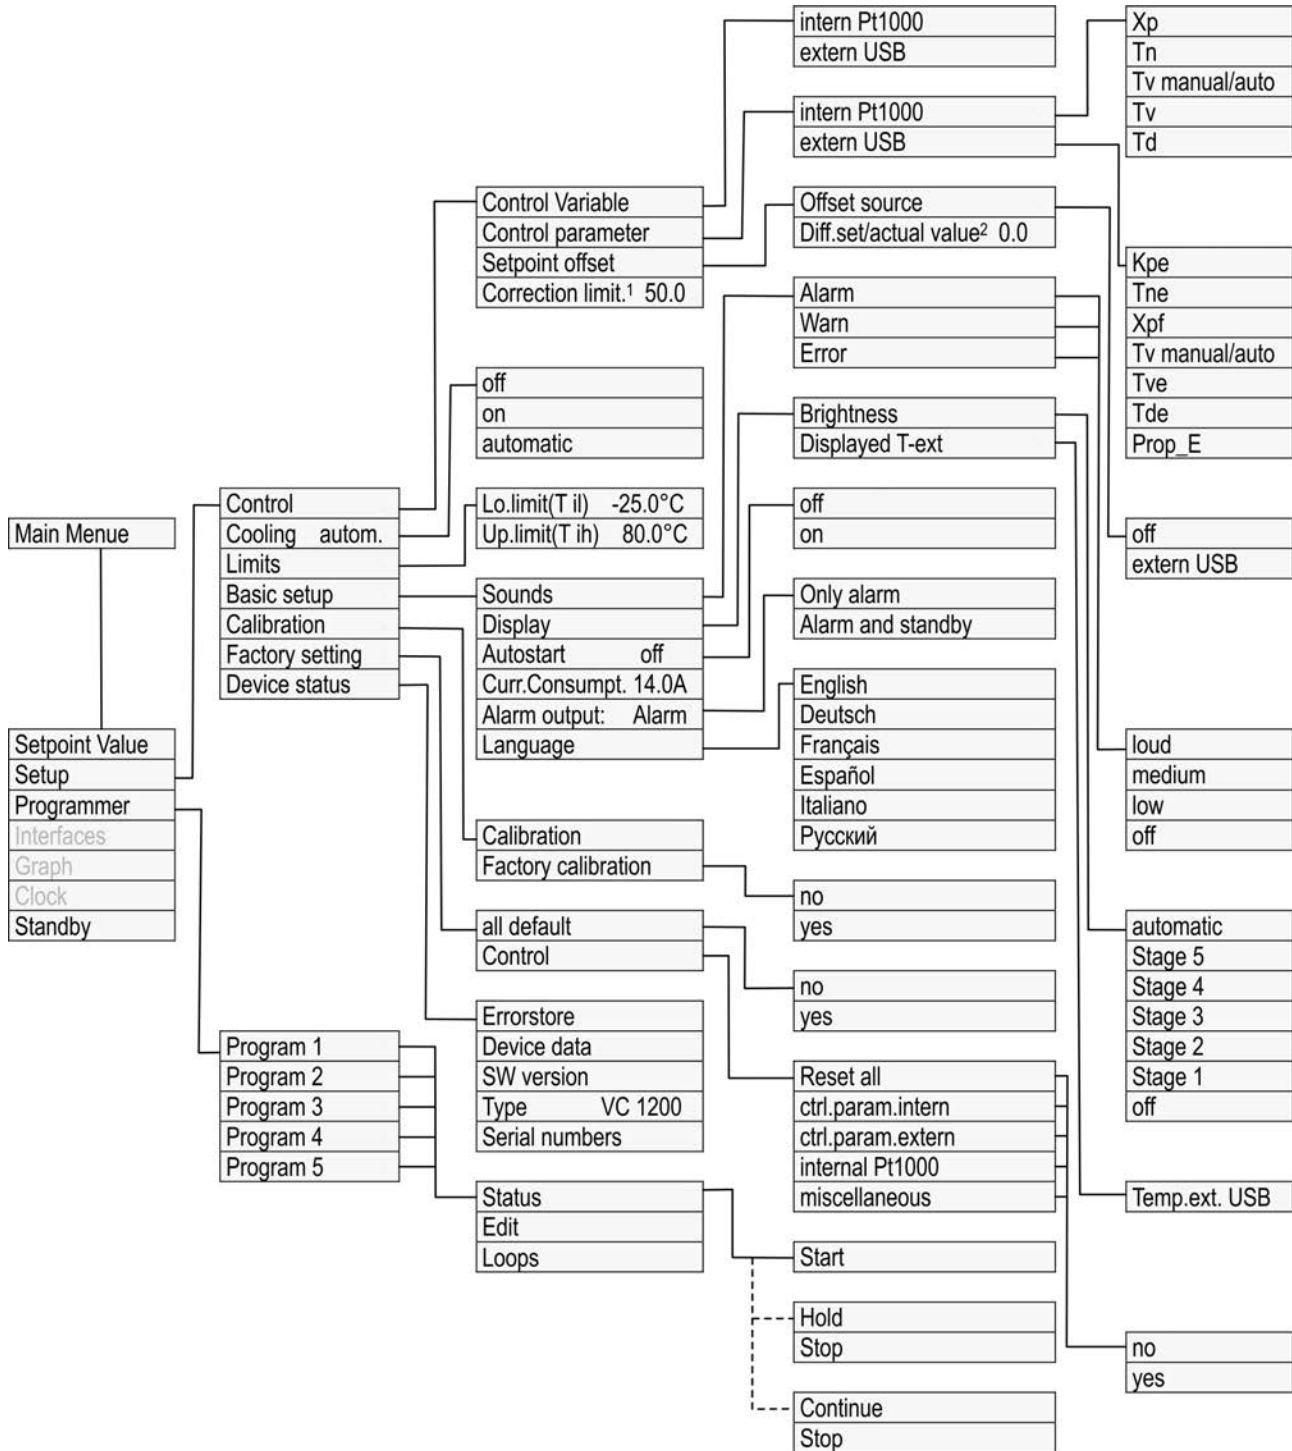 Main Menue
Setpoint Value
Setup
Programmer
Interfaces
Graph
Clock
Standby
Control
Cooling autom.
Limits
Basic setup
Calibration
Factory setting
Device status
Program 1
Program 2
Program 3
Program 4
Program 5
Control Variable
Control parameter
Setpoint offset
Correction limit.¹ 50.0
off
on
automatic
Lo.limit(T il) -25.0°C
Up.limit(T ih) 80.0°C
Sounds
Display
Autostart off
Curr.Consumpt. 14.0A
Alarm output: Alarm
Language
Calibration
Factory calibration
all default
Control
Errorstore
Device data
SW version
Type VC 1200
Serial numbers
Status
Edit
Loops
intern Pt1000
extern USB
intern Pt1000
extern USB
Offset source
Diff.set/actual value² 0.0
Alarm
Warn
Error
Brightness
Displayed T-ext
off
on
Only alarm
Alarm and standby
English
Deutsch
Français
Español
Italiano
Русский
no
yes
no
yes
Reset all
ctrl.param.intern
ctrl.param.extern
internal Pt1000
miscellaneous
Start
Hold
Stop
Continue
Stop
Xp
Tn
Tv manual/auto
Tv
Td
Kpe
Tne
Xpf
Tv manual/auto
Tve
Tde
Prop_E
off
extern USB
loud
medium
low
off
automatic
Stage 5
Stage 4
Stage 3
Stage 2
Stage 1
off
Temp.ext. USB
no
yes